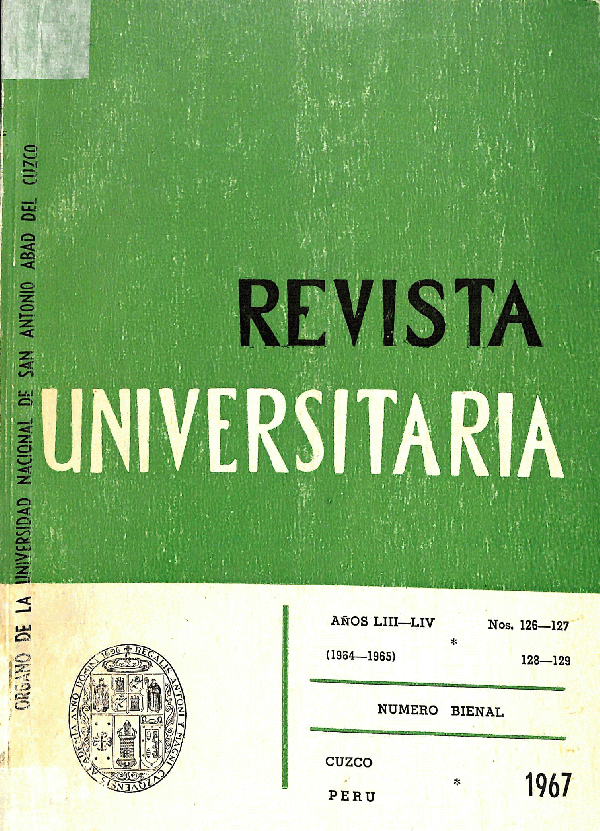 ORGANO DE LA UNIVERSIDAD NACIONAL DE SAN ANTONIO ABAD DEL CUZCO
REVISTA
UNIVERSITARIA
AÑOS LIII—LIV
Nos. 126—127
*
(1964—1965)
128—129
NUMERO BIENAL
CUZCO
*
PERU
1967